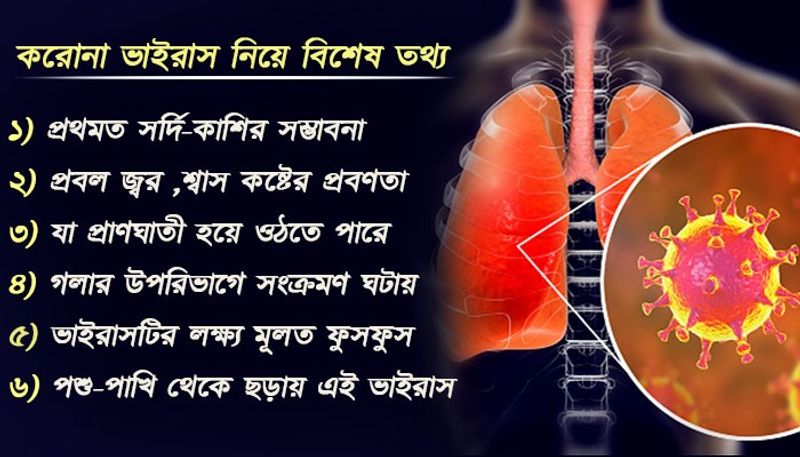 করোনা ভাইরাস নিয়ে বিশেষ তথ্য
১) প্রথমত সর্দি-কাশির সম্ভাবনা
২) প্রবল জ্বর ,শ্বাস কষ্টের প্রবণতা
৩) যা প্রাণঘাতী হয়ে ওঠতে পারে
৪) গলার উপরিভাগে সংক্রমণ ঘটায়
৫) ভাইরাসটির লক্ষ্য মূলত ফুসফুস
৬) পশু-পাখি থেকে ছড়ায় এই ভাইরাস